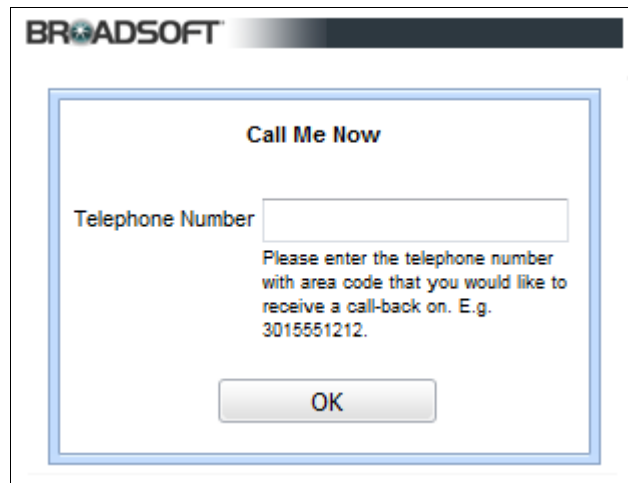 BROADSOFT
Call Me Now
Telephone Number
Please enter the telephone number
with area code that you would like to
receive a call-back on. E.g.
3015551212.
OK